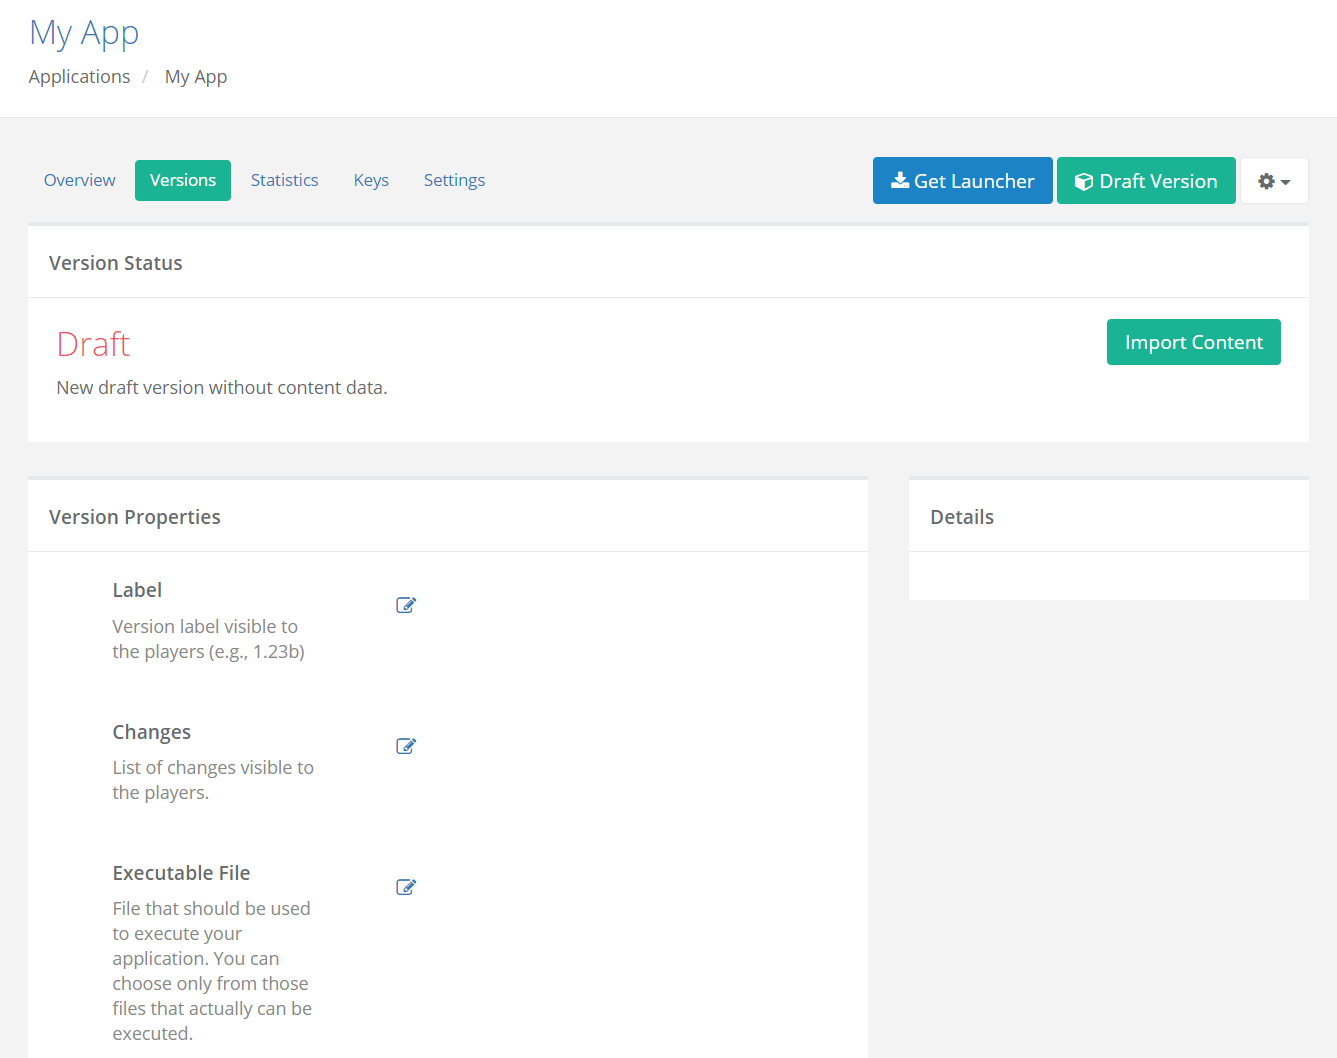 My App
Applications / My App
Overview Versions Statistics Keys Settings Get Launcher Draft Version
Version Status
Draft
Import Content
New draft version without content data.
Version Properties
Details
Label
Version label visible to
the players (e.g., 1.23b)
Changes
List of changes visible to
the players.
Executable File
File that should be used
to execute your
application. You can
choose only from those
files that actually can be
executed.